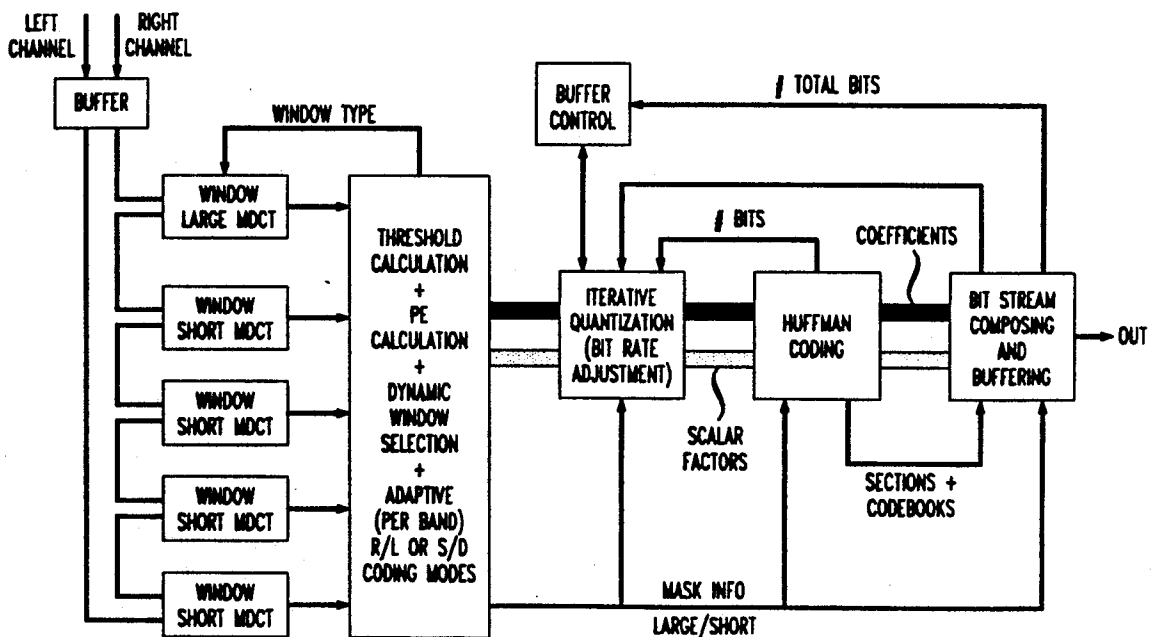 LEFT
CHANNEL
RIGHT
CHANNEL
BUFFER
WINDOW TYPE
WINDOW
LARGE MDCT
WINDOW
SHORT MDCT
WINDOW
SHORT MDCT
WINDOW
SHORT MDCT
WINDOW
SHORT MDCT
THRESHOLD
CALCULATION
+
PE
CALCULATION
+
DYNAMIC
WINDOW
SELECTION
+
ADAPTIVE
(PER BAND)
R/L OR S/D
CODING MODES
BUFFER
CONTROL
# TOTAL BITS
# BITS
COEFFICIENTS
ITERATIVE
QUANTIZATION
(BIT RATE
ADJUSTMENT)
HUFFMAN
CODING
BIT STREAM
COMPOSING
AND
BUFFERING
OUT
SCALAR
FACTORS
SECTIONS +
CODEBOOKS
MASK INFO
LARGE/SHORT